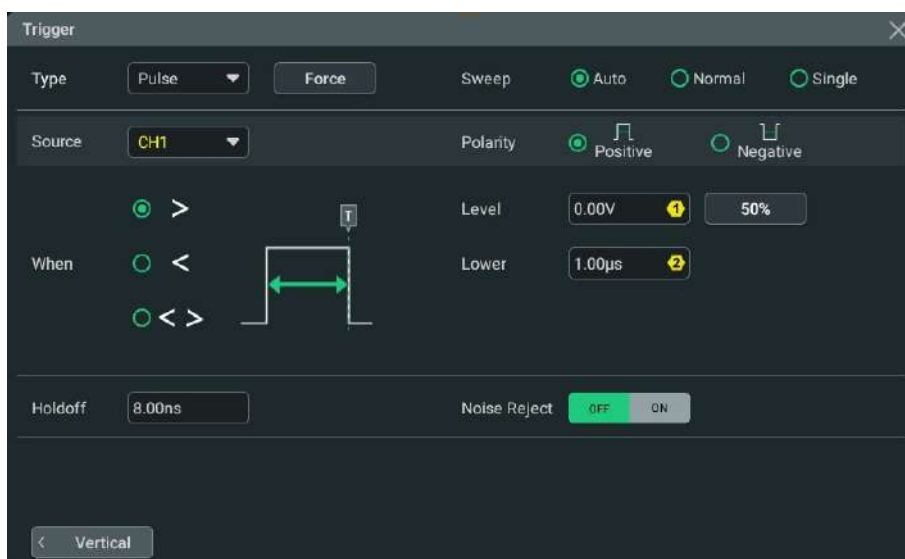 Trigger
Type Pulse Force Sweep Auto Normal Single
Source CH1 Polarity Positive Negative
> T Level 0.00V 1 50%
When < Lower 1.00µs 2
< >
Holdoff 8.00ns Noise Reject OFF ON
< Vertical